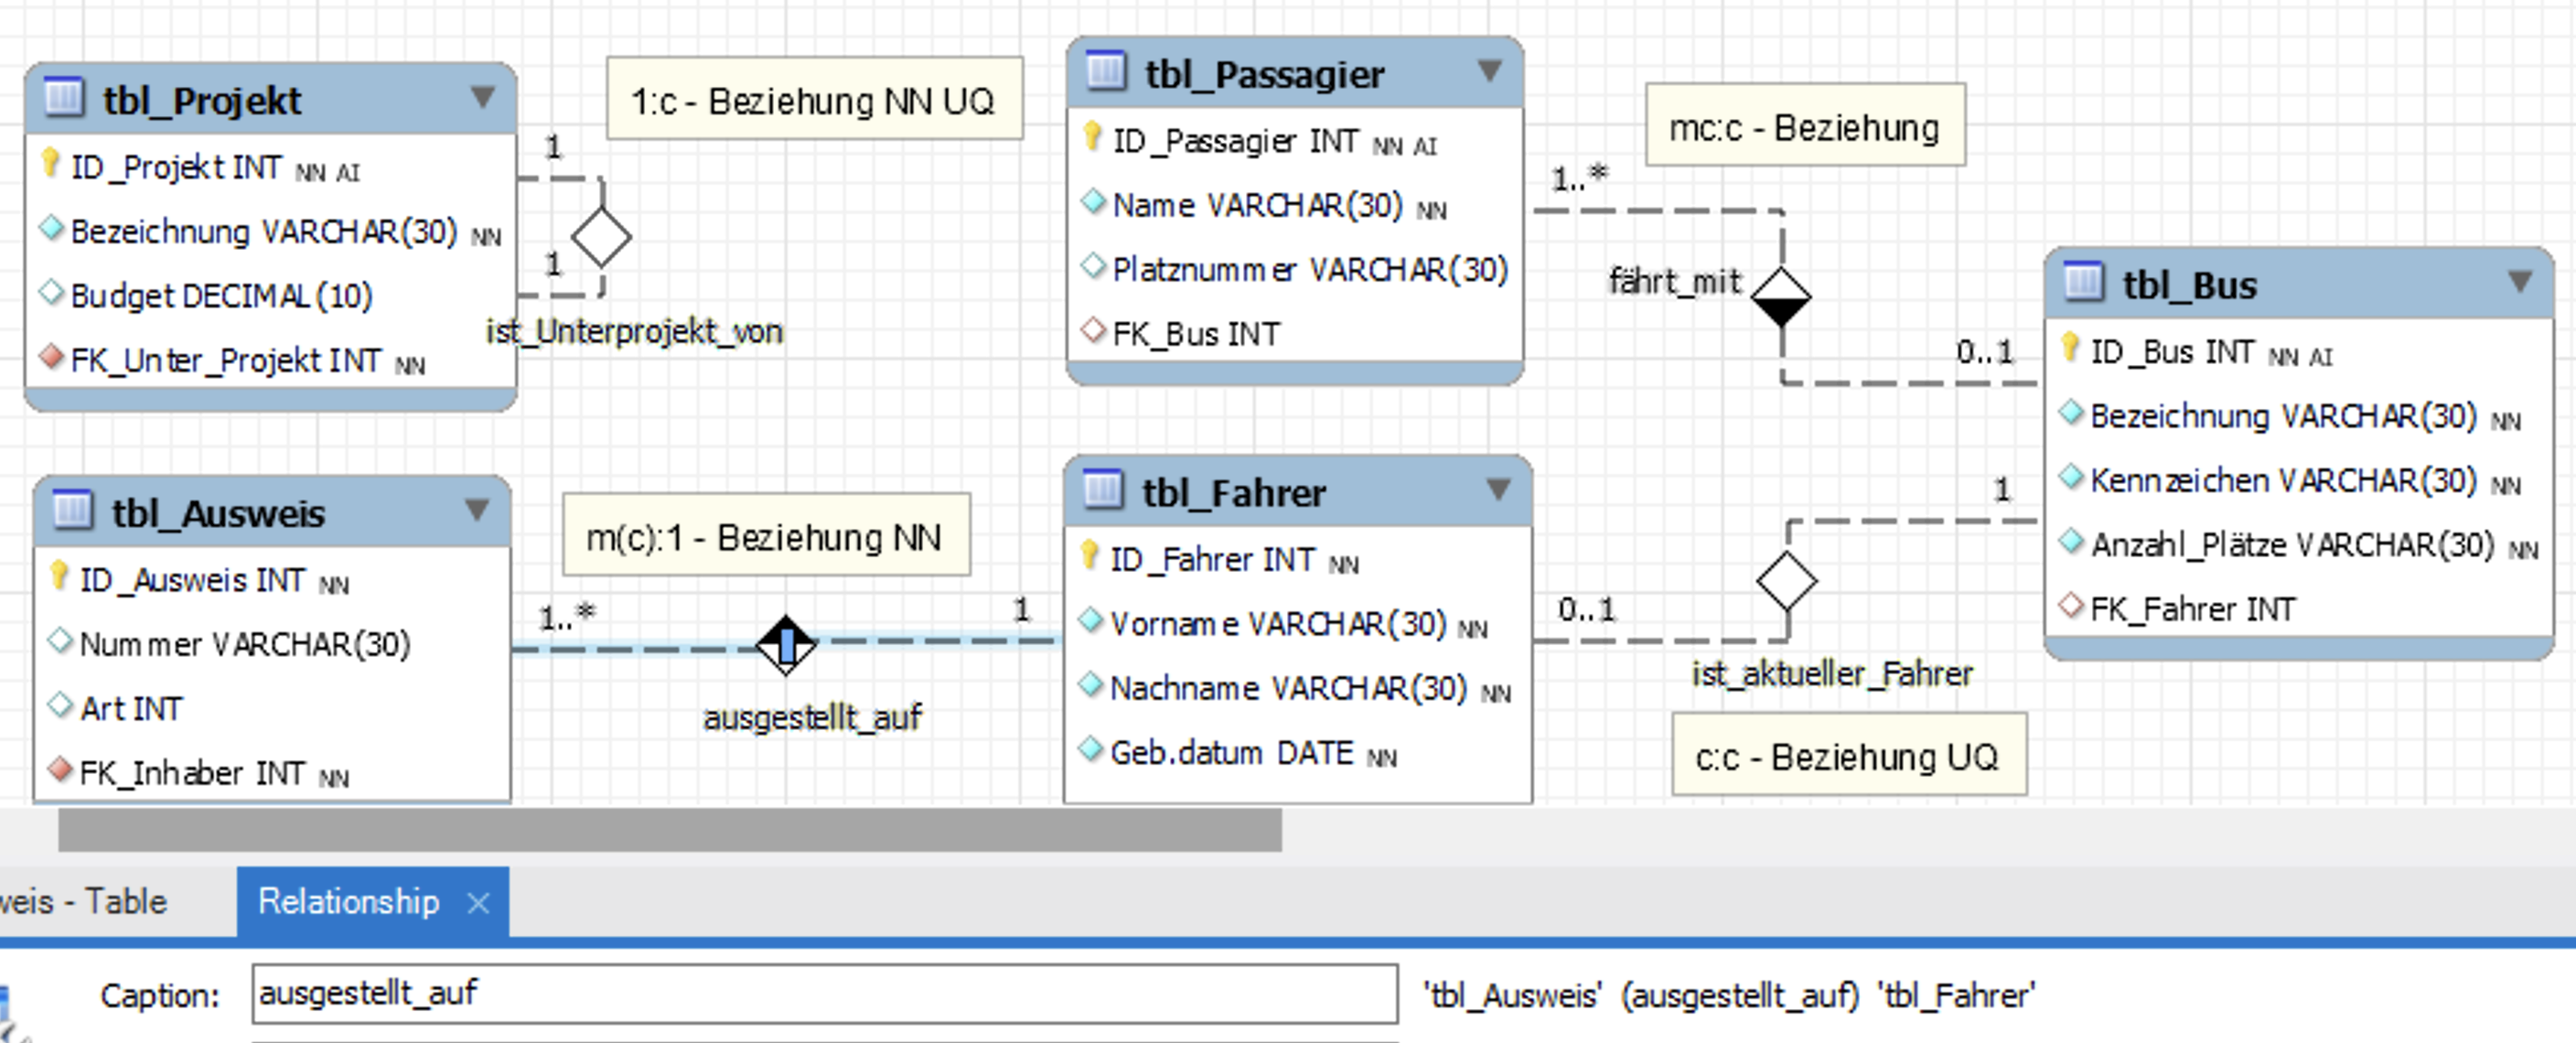 tbl_Projekt
ID_Projekt INT NN AI
Bezeichnung VARCHAR(30) NN
Budget DECIMAL(10)
FK_Unter_Projekt INT NN
1:c - Beziehung NN UQ
1
1
ist_Unterprojekt_von
tbl_Passagier
ID_Passagier INT NN AI
Name VARCHAR(30) NN
Platznummer VARCHAR(30)
FK_Bus INT
mc:c - Beziehung
1..*
fährt_mit
0..1
tbl_Bus
ID_Bus INT NN AI
Bezeichnung VARCHAR(30) NN
Kennzeichen VARCHAR(30) NN
Anzahl_Plätze VARCHAR(30) NN
FK_Fahrer INT
tbl_Ausweis
ID_Ausweis INT NN
Nummer VARCHAR(30)
Art INT
FK_Inhaber INT NN
m(c):1 - Beziehung NN
1..*
1
ausgestellt_auf
tbl_Fahrer
ID_Fahrer INT NN
Vorname VARCHAR(30) NN
Nachname VARCHAR(30) NN
Geb.datum DATE NN
1
0..1
ist_aktueller_Fahrer
c:c - Beziehung UQ
weis - Table
Relationship
Caption: ausgestellt_auf 'tbl_Ausweis' (ausgestellt_auf) 'tbl_Fahrer'